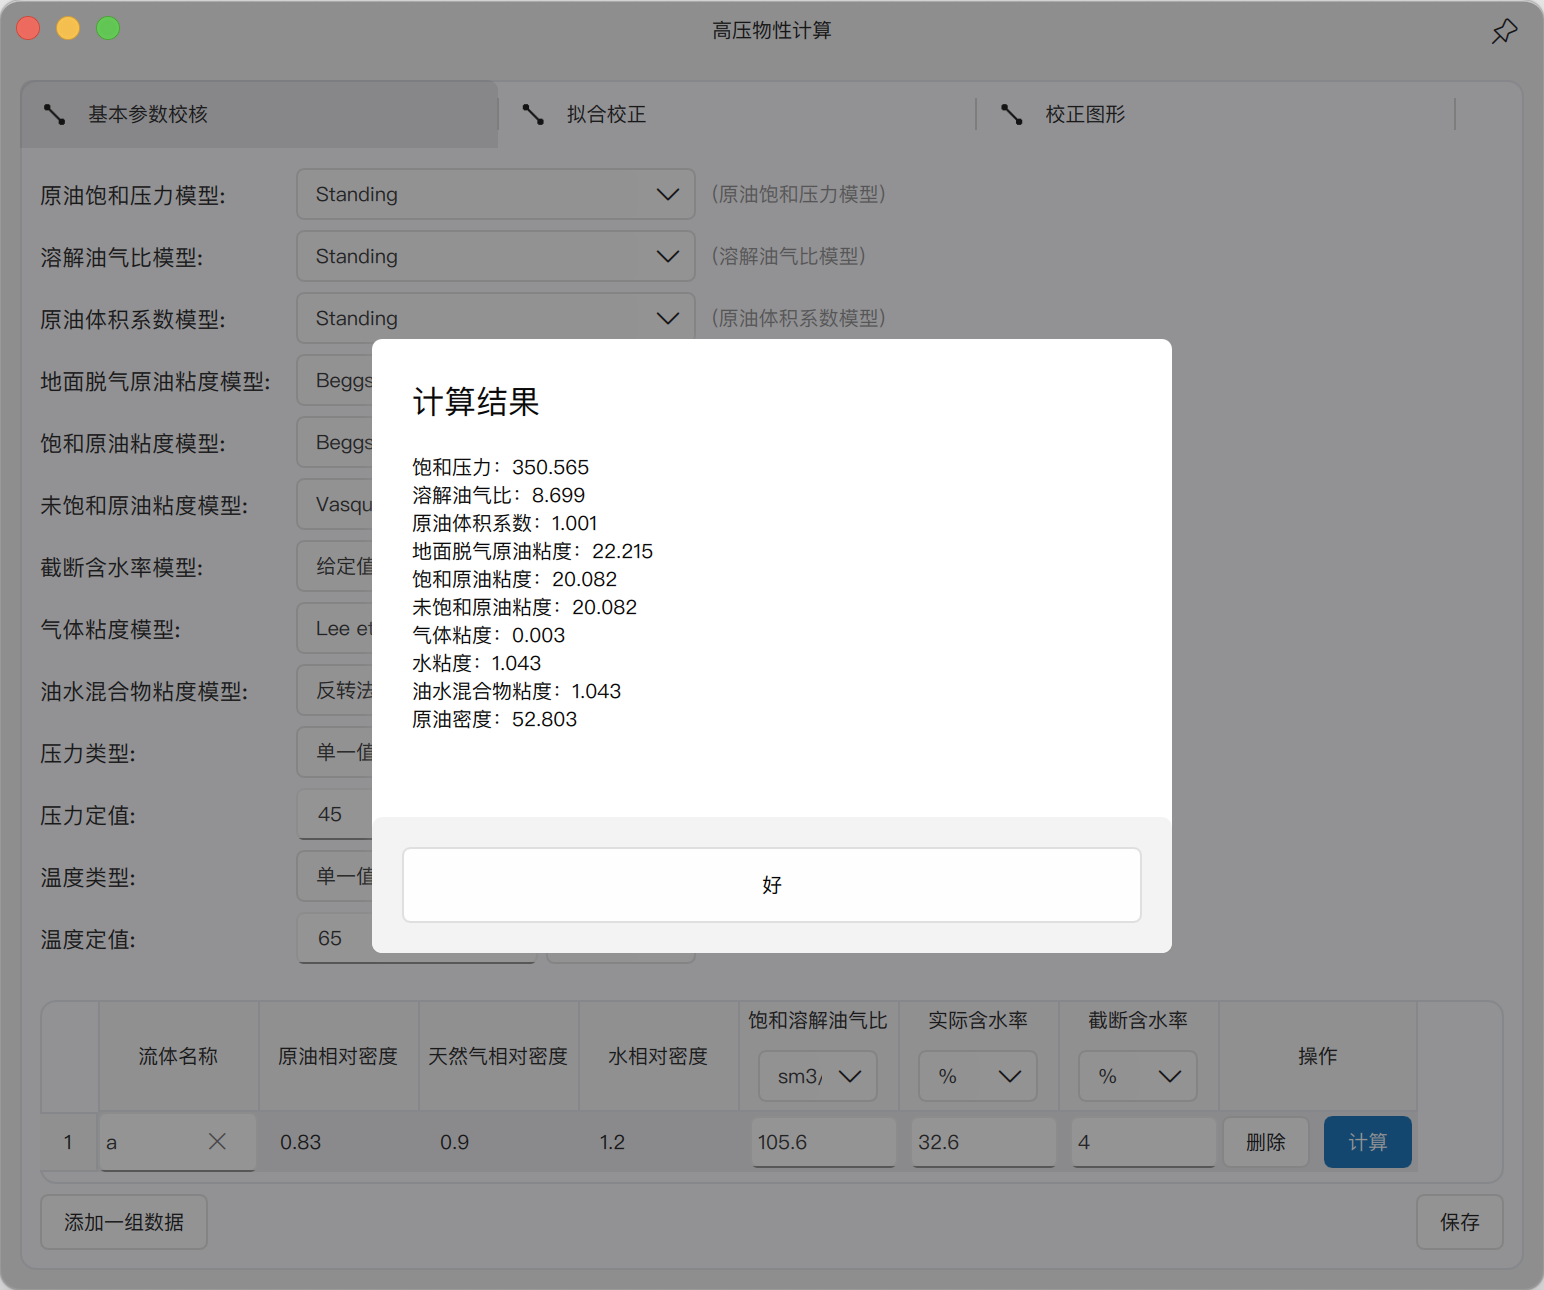 高压物性计算
基本参数校核
拟合校正
校正图形
原油饱和压力模型:
Standing
(原油饱和压力模型)
溶解油气比模型:
Standing
(溶解油气比模型)
原油体积系数模型:
Standing
(原油体积系数模型)
地面脱气原油粘度模型:
Beggs
饱和原油粘度模型:
Beggs
未饱和原油粘度模型:
Vasqu
截断含水率模型:
给定值
气体粘度模型:
Lee et
油水混合物粘度模型:
反转法
压力类型:
单一值
压力定值:
45
温度类型:
单一值
温度定值:
65
计算结果
饱和压力：350.565
溶解油气比：8.699
原油体积系数：1.001
地面脱气原油粘度：22.215
饱和原油粘度：20.082
未饱和原油粘度：20.082
气体粘度：0.003
水粘度：1.043
油水混合物粘度：1.043
原油密度：52.803
好
流体名称
原油相对密度
天然气相对密度
水相对密度
饱和溶解油气比
sm3/
实际含水率
%
截断含水率
%
操作
1
a
0.83
0.9
1.2
105.6
32.6
4
删除
计算
添加一组数据
保存